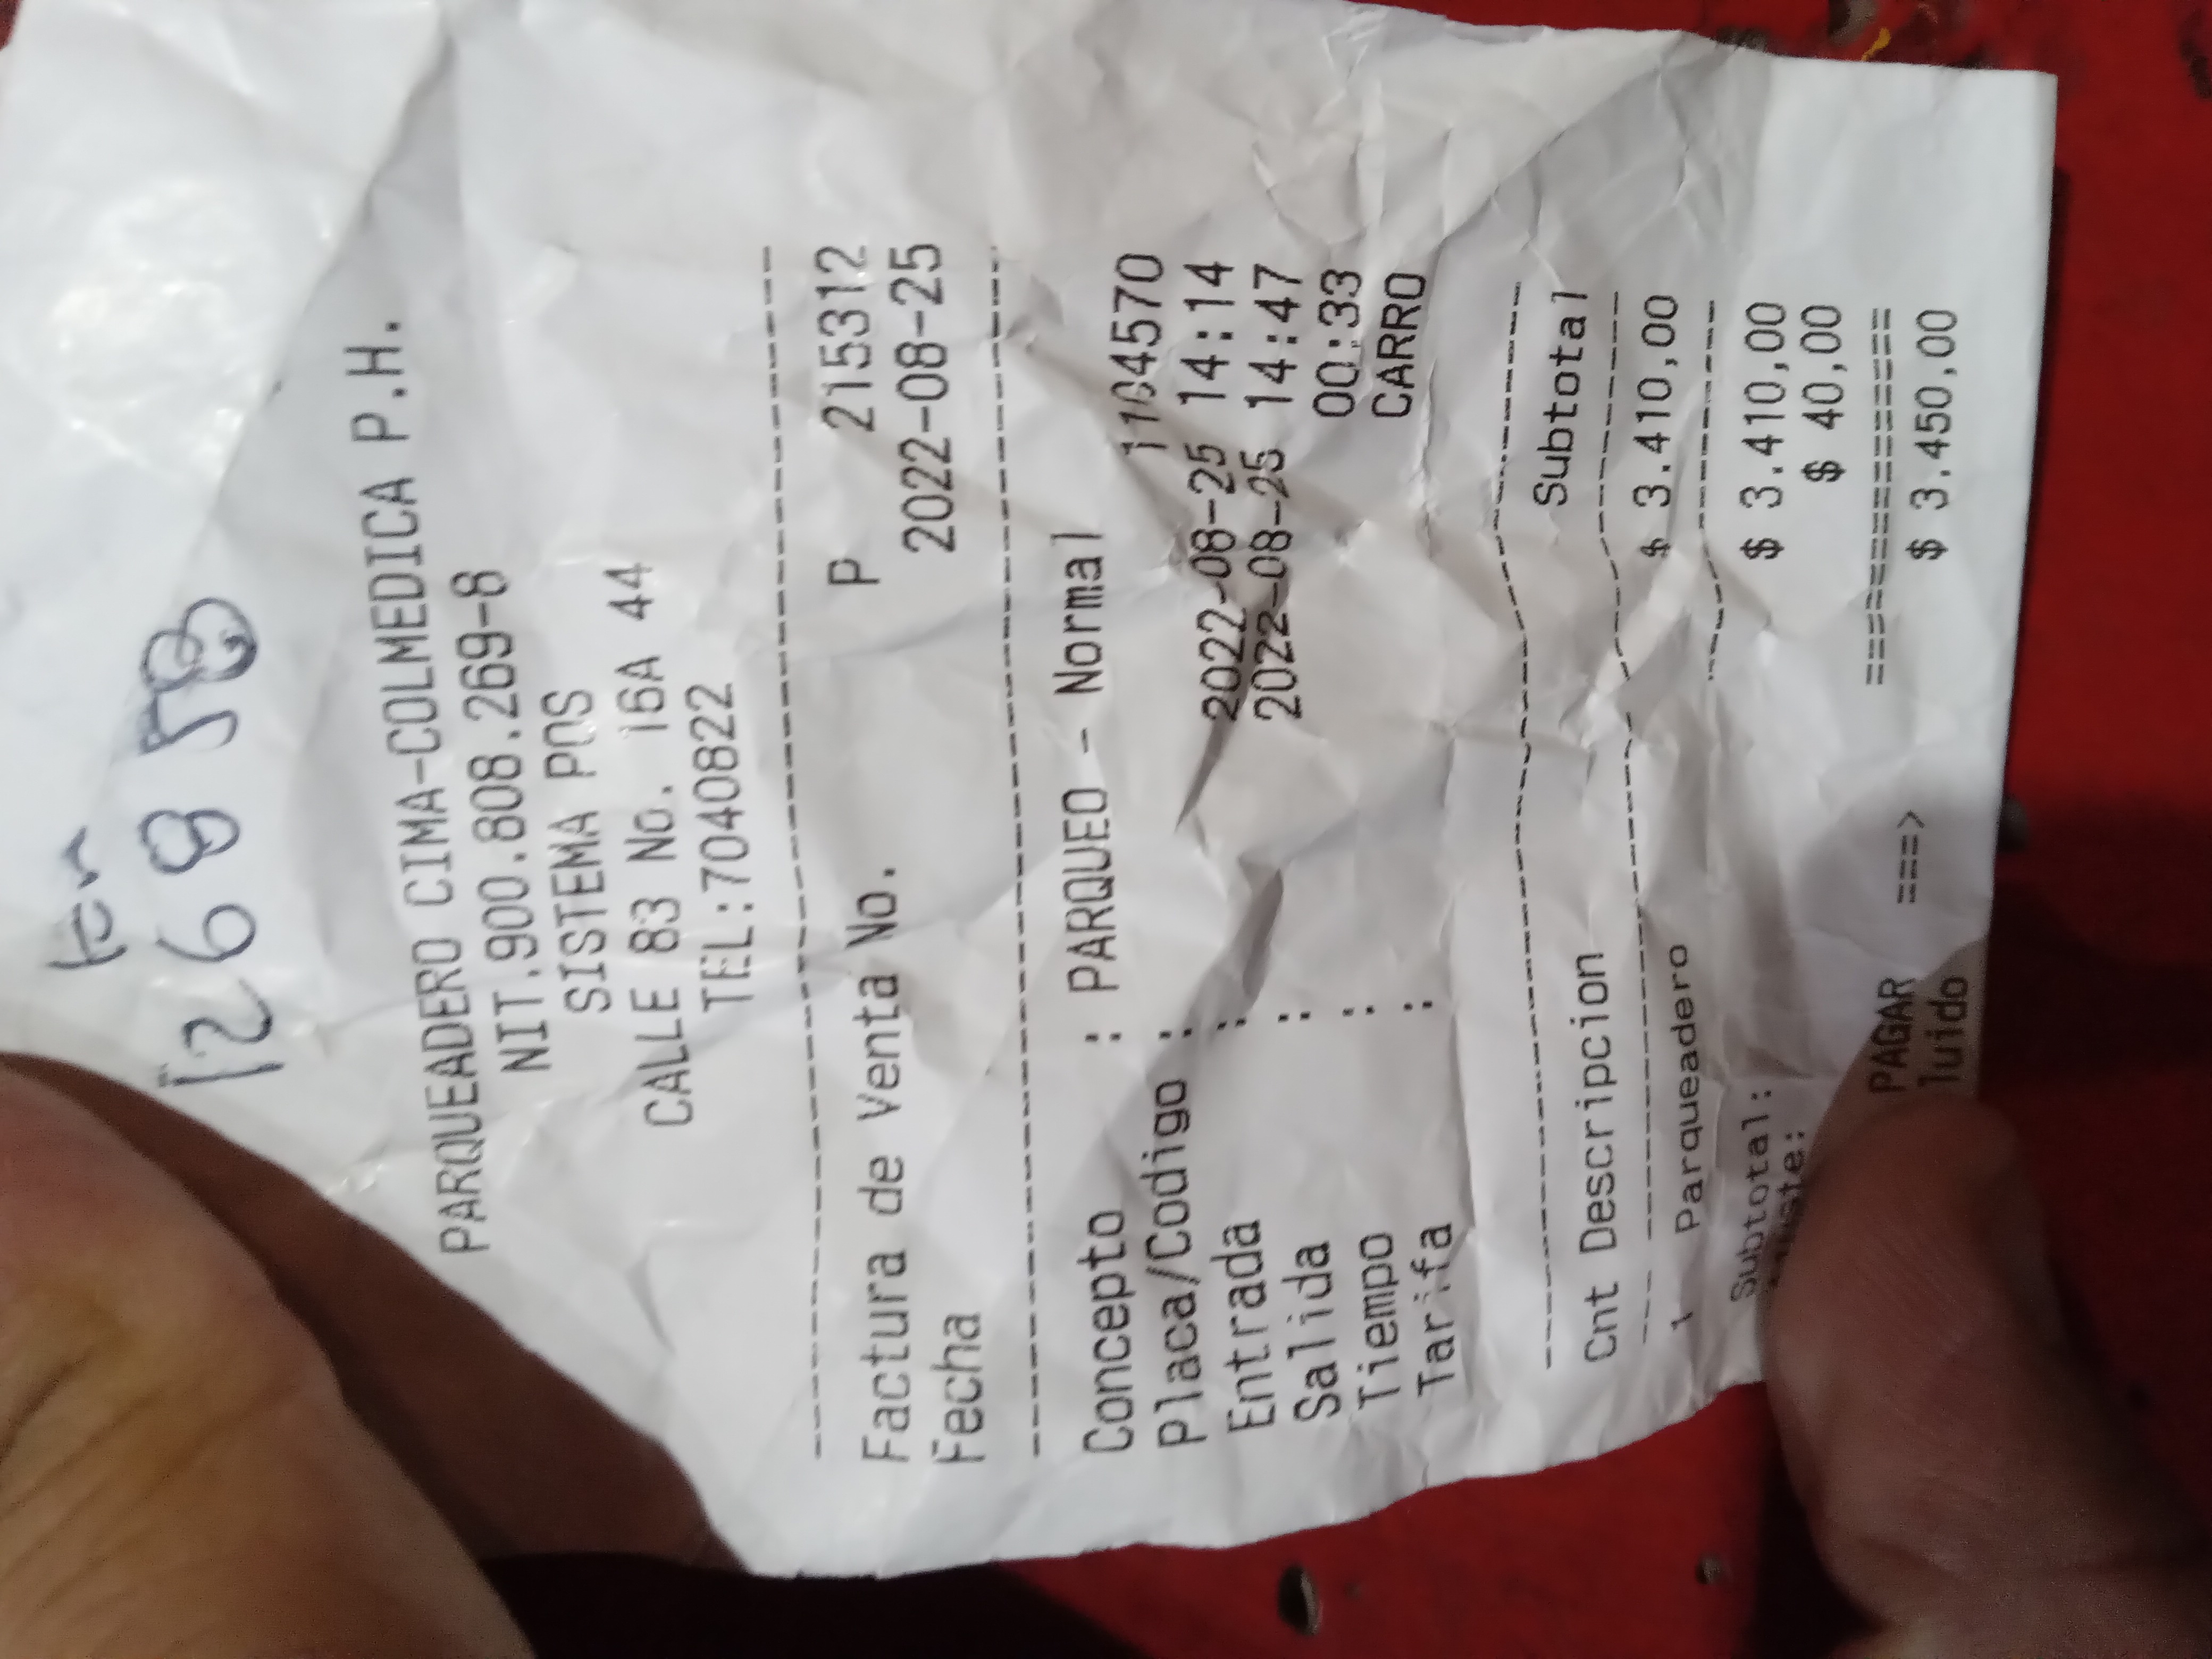 Km
PARQUEADERO CIMA-COLMEDICA P.H.
NIT.900.808.269-8
SISTEMA POS
CALLE 83 No. 16A 44
TEL:7040822
Factura de Venta No. P 215312
Fecha 2022-08-25
Concepto : PARQUEO - Normal
Placa/Codigo : 1104570
Entrada : 2022-08-25 14:14
Salida : 2022-08-25 14:47
Tiempo : 00:33
Tarifa : CARRO
Cnt Descripcion Subtotal
1 Parqueadero $ 3.410,00
Subtotal: $ 3.410,00
$ 40,00
====================
PAGAR ===> $ 3.450,00
luido